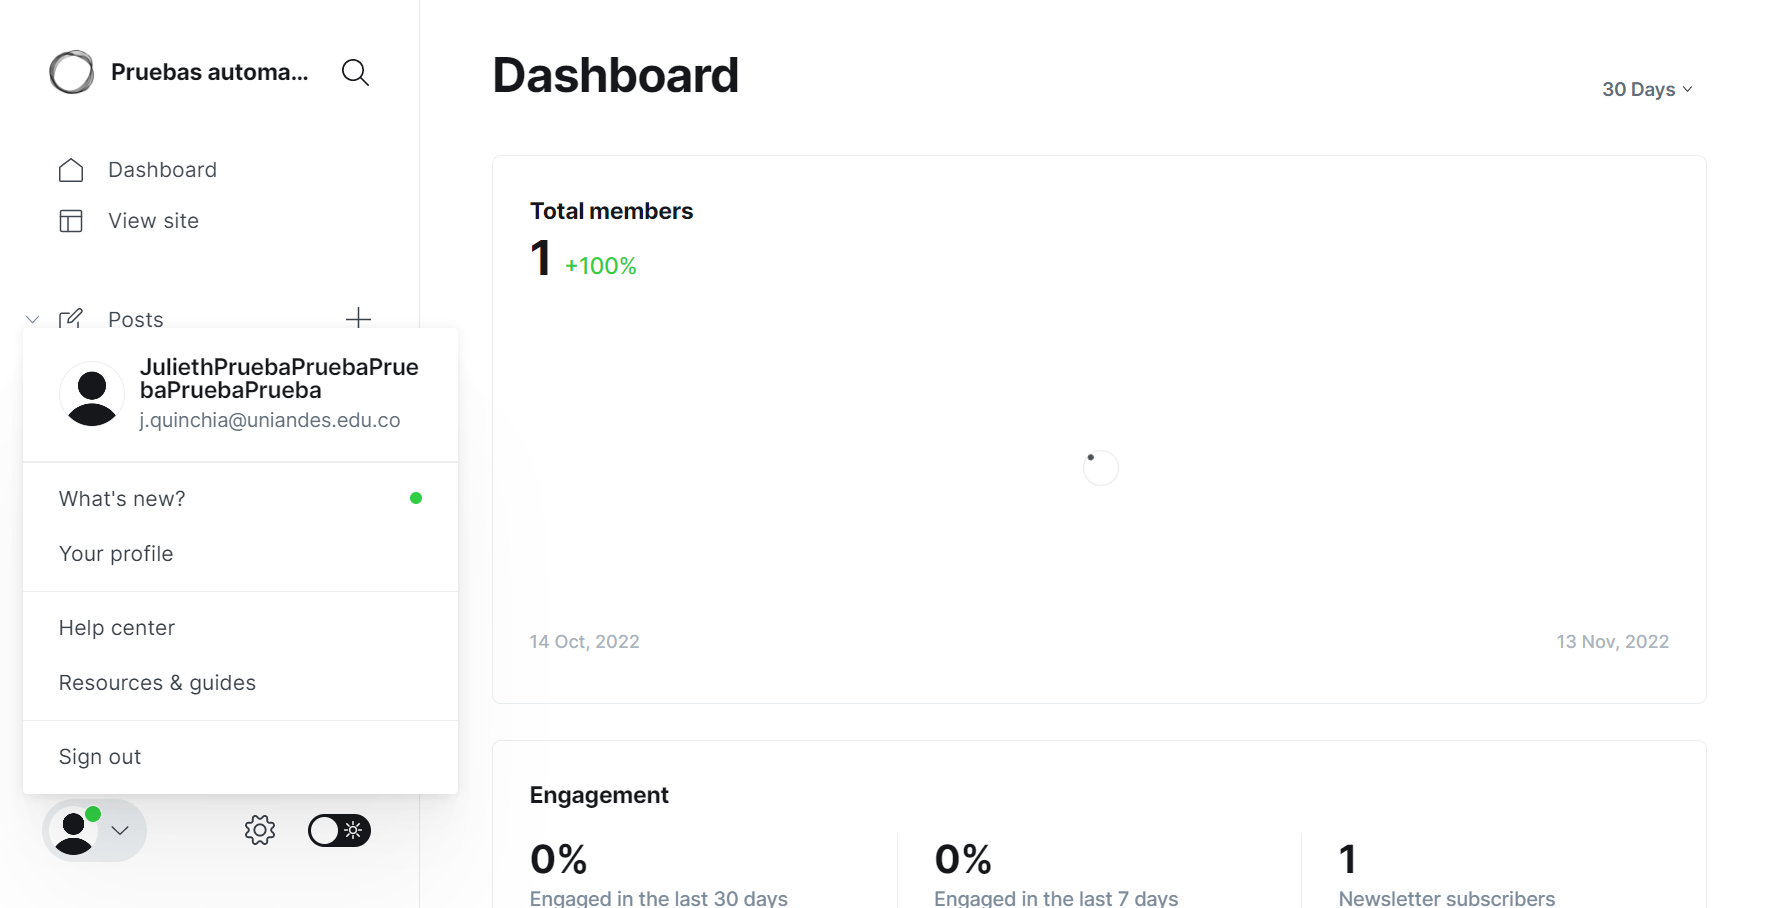 Pruebas automa...
Dashboard
View site
Posts
JuliethPruebaPruebaPrue
baPruebaPrueba
j.quinchia@uniandes.edu.co
What's new?
Your profile
Help center
Resources & guides
Sign out
Dashboard
30 Days
Total members
1 +100%
14 Oct, 2022
13 Nov, 2022
Engagement
0%
Engaged in the last 30 days
0%
Engaged in the last 7 days
1
Newsletter subscribers